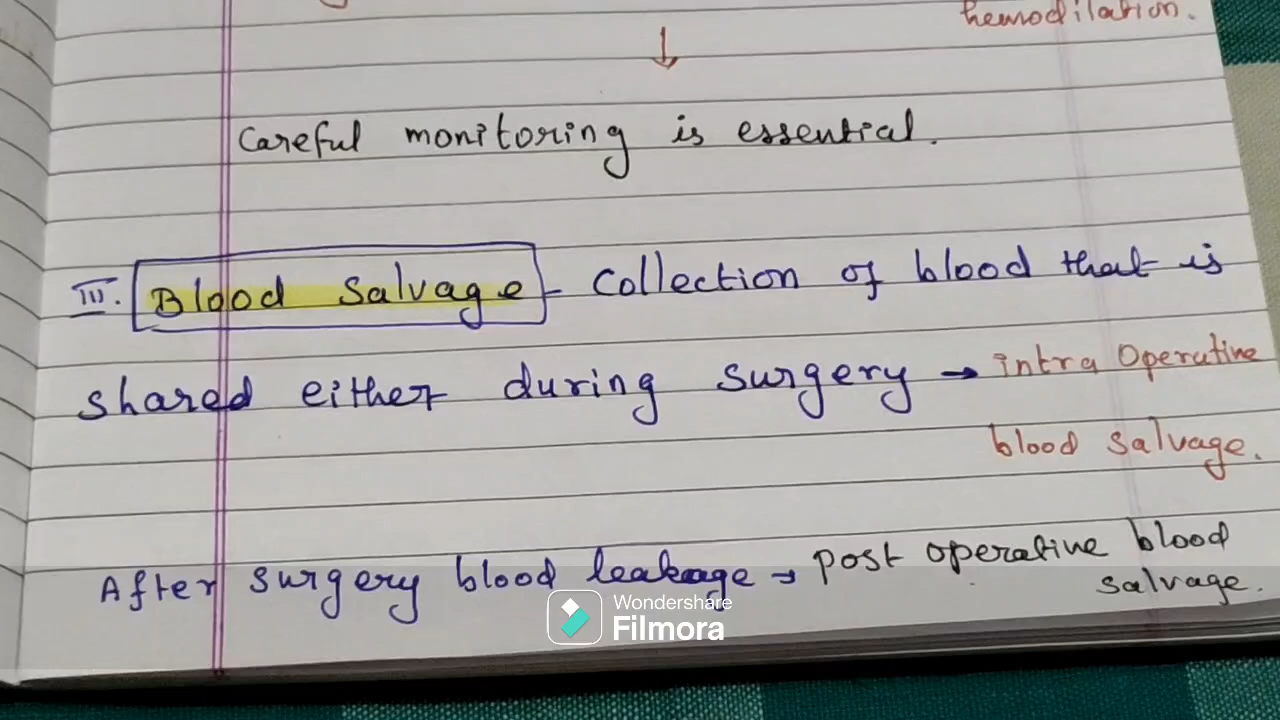 hemodilation.
↓
Careful monitoring is essential.
III. Blood Salvage - Collection of blood that is
shared either during surgery → intra Operative
blood salvage.
After surgery blood leakage → post operative blood
salvage.
Wondershare
Filmora